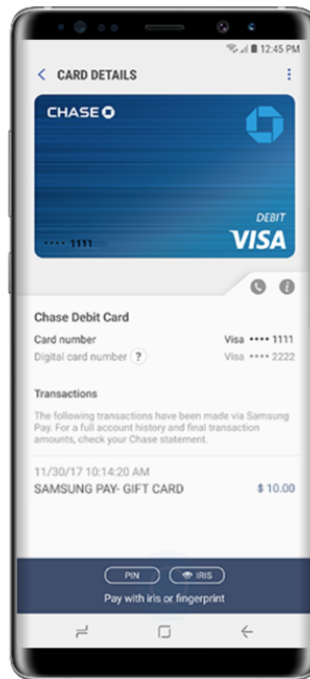 12:45 PM
CARD DETAILS
CHASE
DEBIT
•••• 1111
VISA
Chase Debit Card
Card number Visa •••• 1111
Digital card number ? Visa •••• 2222
Transactions
The following transactions have been made via Samsung
Pay. For a full account history and final transaction
amounts, check your Chase statement.
11/30/17 10:14:20 AM
SAMSUNG PAY- GIFT CARD $ 10.00
PIN IRIS
Pay with iris or fingerprint